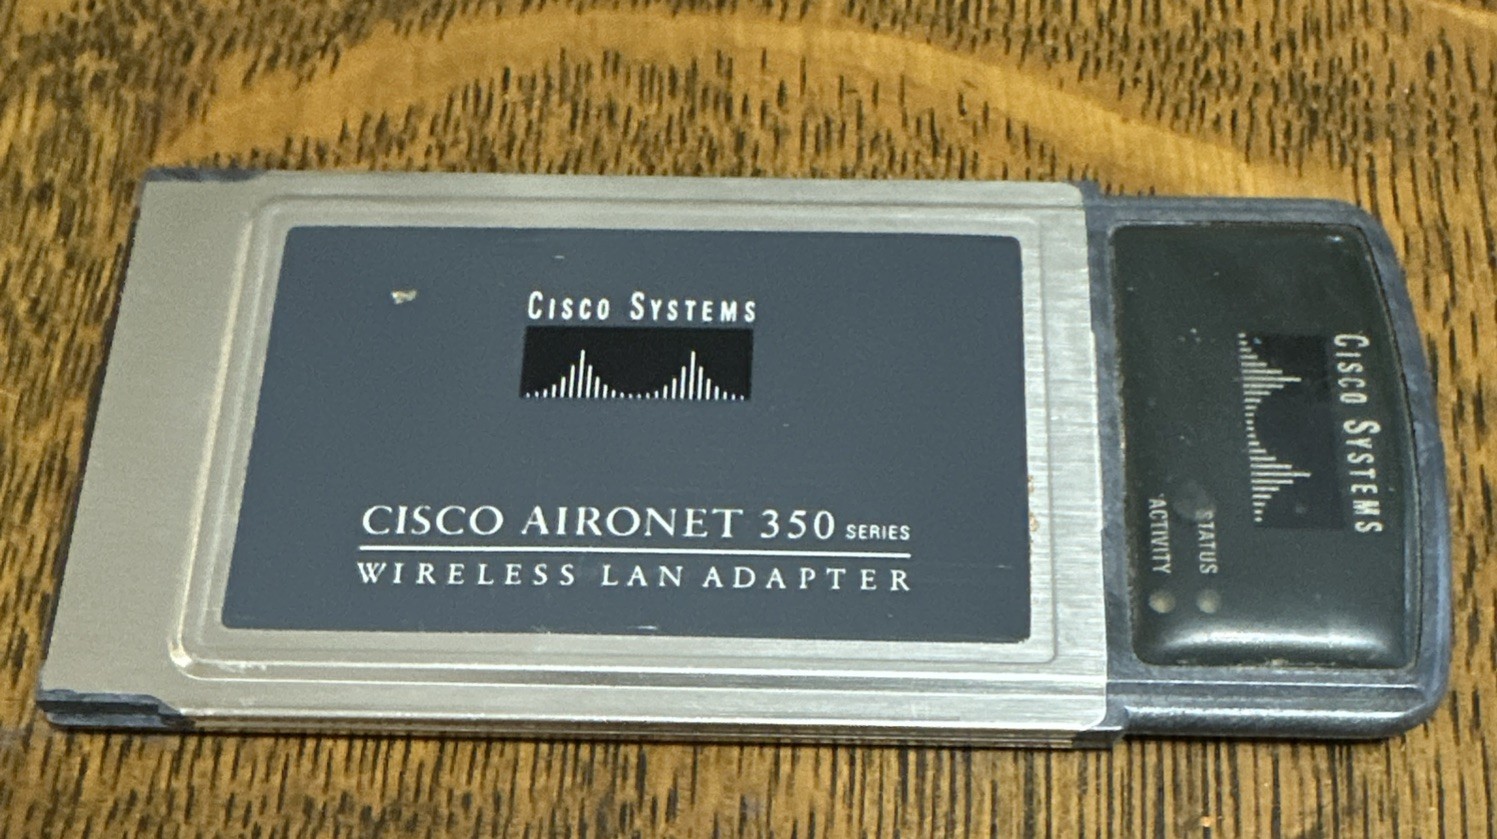 CISCO SYSTEMS
CISCO AIRONET 350 SERIES
WIRELESS LAN ADAPTER
CISCO SYSTEMS
STATUS
ACTIVITY